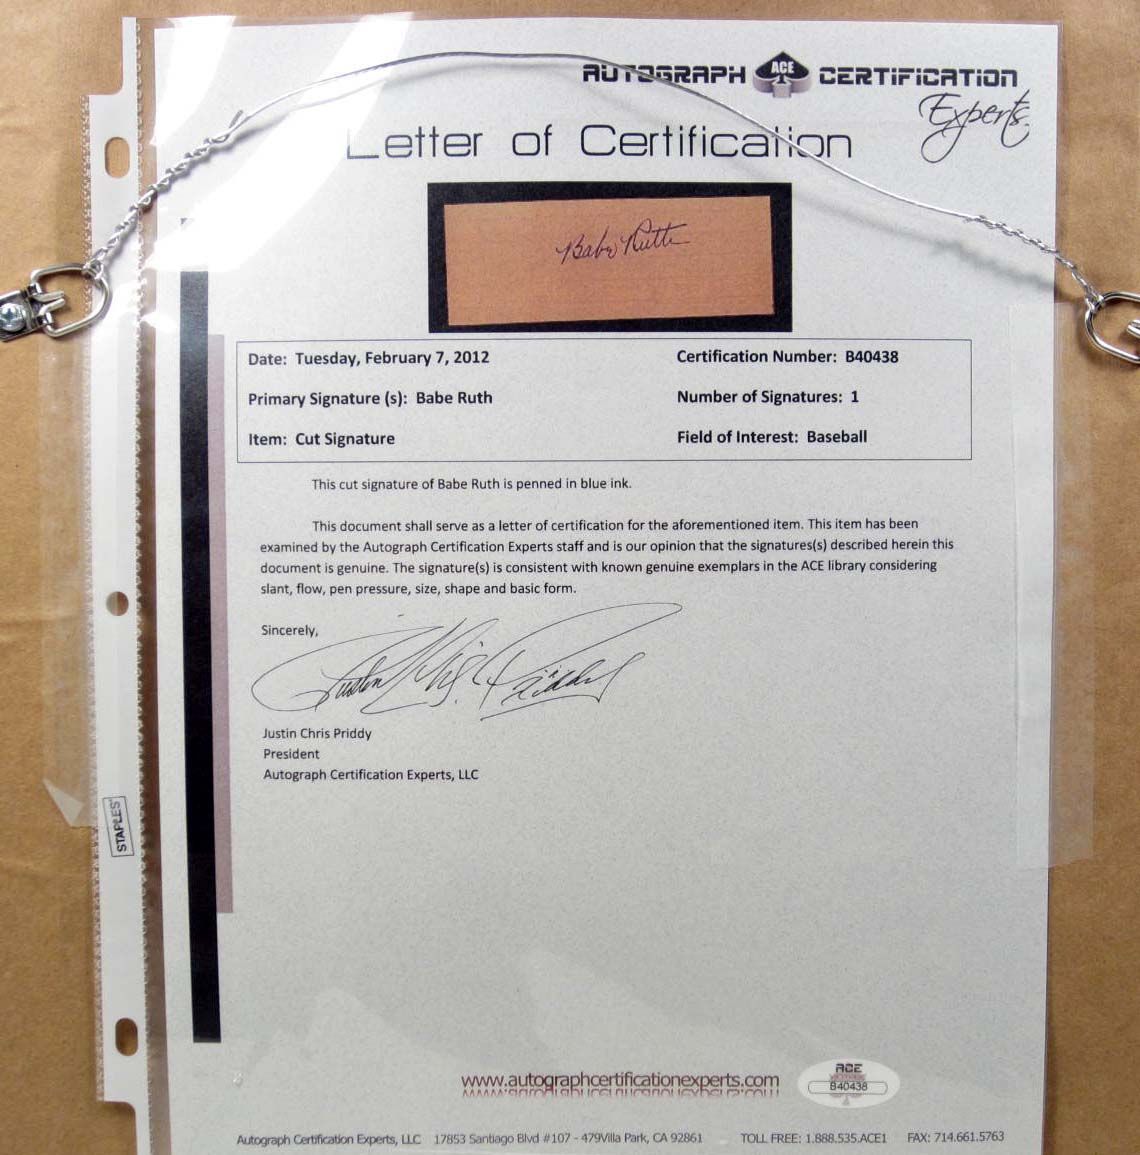 AUTOGRAPH ACE CERTIFICATION
Experts
Letter of Certification
Babe Ruth
Date: Tuesday, February 7, 2012
Certification Number: B40438
Primary Signature (s): Babe Ruth
Number of Signatures: 1
Item: Cut Signature
Field of Interest: Baseball
This cut signature of Babe Ruth is penned in blue ink.
This document shall serve as a letter of certification for the aforementioned item. This item has been
examined by the Autograph Certification Experts staff and is our opinion that the signatures(s) described herein this
document is genuine. The signature(s) is consistent with known genuine exemplars in the ACE library considering
slant, flow, pen pressure, size, shape and basic form.
Sincerely,
Justin Chris Priddy
Justin Chris Priddy
President
Autograph Certification Experts, LLC
STAPLES
www.autographcertificationexperts.com
ACE
B40438
Autograph Certification Experts, LLC 17853 Santiago Blvd #107 - 479Villa Park, CA 92861 TOLL FREE: 1.888.535.ACE1 FAX: 714.661.5763